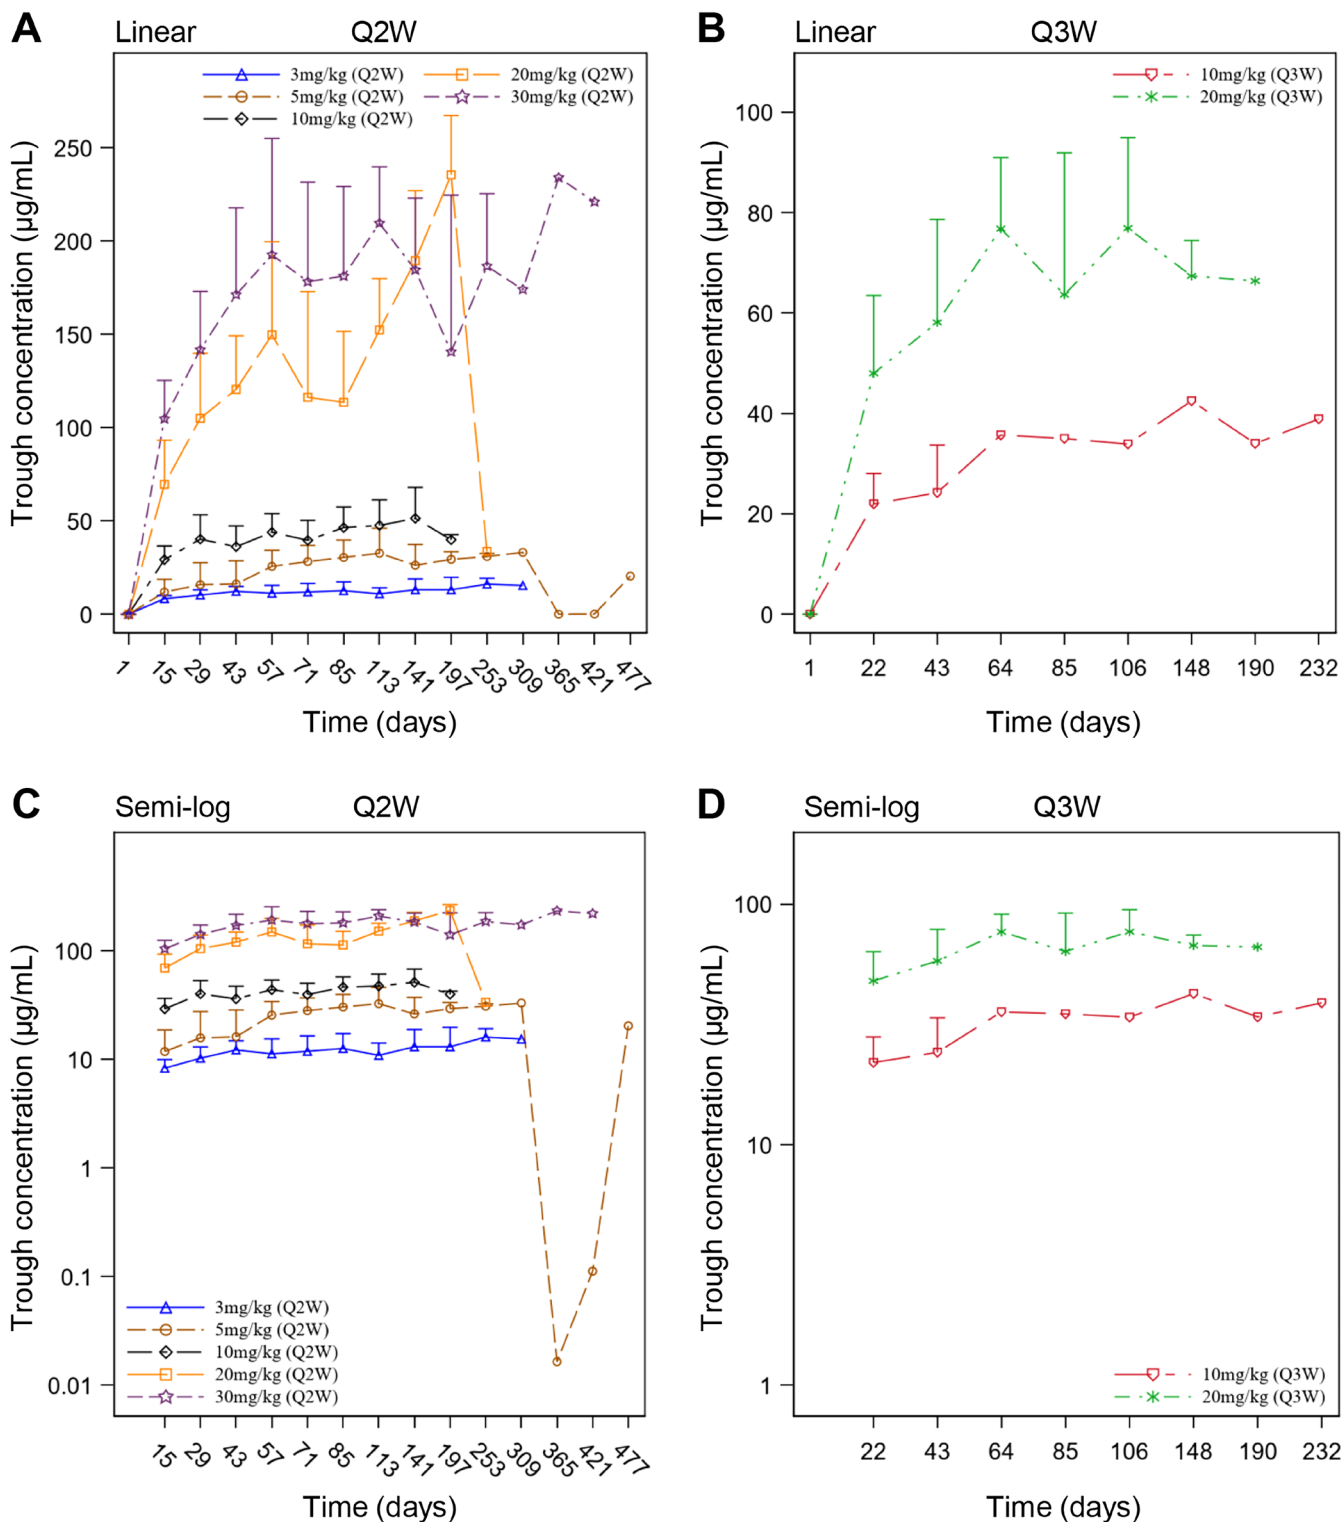 A Linear Q2W
3mg/kg (Q2W) 20mg/kg (Q2W)
5mg/kg (Q2W) 30mg/kg (Q2W)
10mg/kg (Q2W)
Trough concentration (μg/mL)
250
200
150
100
50
0
1 15 29 43 57 71 85 113 141 197 253 309 365 421 477
Time (days)
B Linear Q3W
10mg/kg (Q3W)
20mg/kg (Q3W)
Trough concentration (μg/mL)
100
80
60
40
20
0
1 22 43 64 85 106 148 190 232
Time (days)
C Semi-log Q2W
Trough concentration (μg/mL)
100
10
1
0.1
0.01
3mg/kg (Q2W)
5mg/kg (Q2W)
10mg/kg (Q2W)
20mg/kg (Q2W)
30mg/kg (Q2W)
15 29 43 57 71 85 113 141 197 253 309 365 421 477
Time (days)
D Semi-log Q3W
Trough concentration (μg/mL)
100
10
1
10mg/kg (Q3W)
20mg/kg (Q3W)
22 43 64 85 106 148 190 232
Time (days)